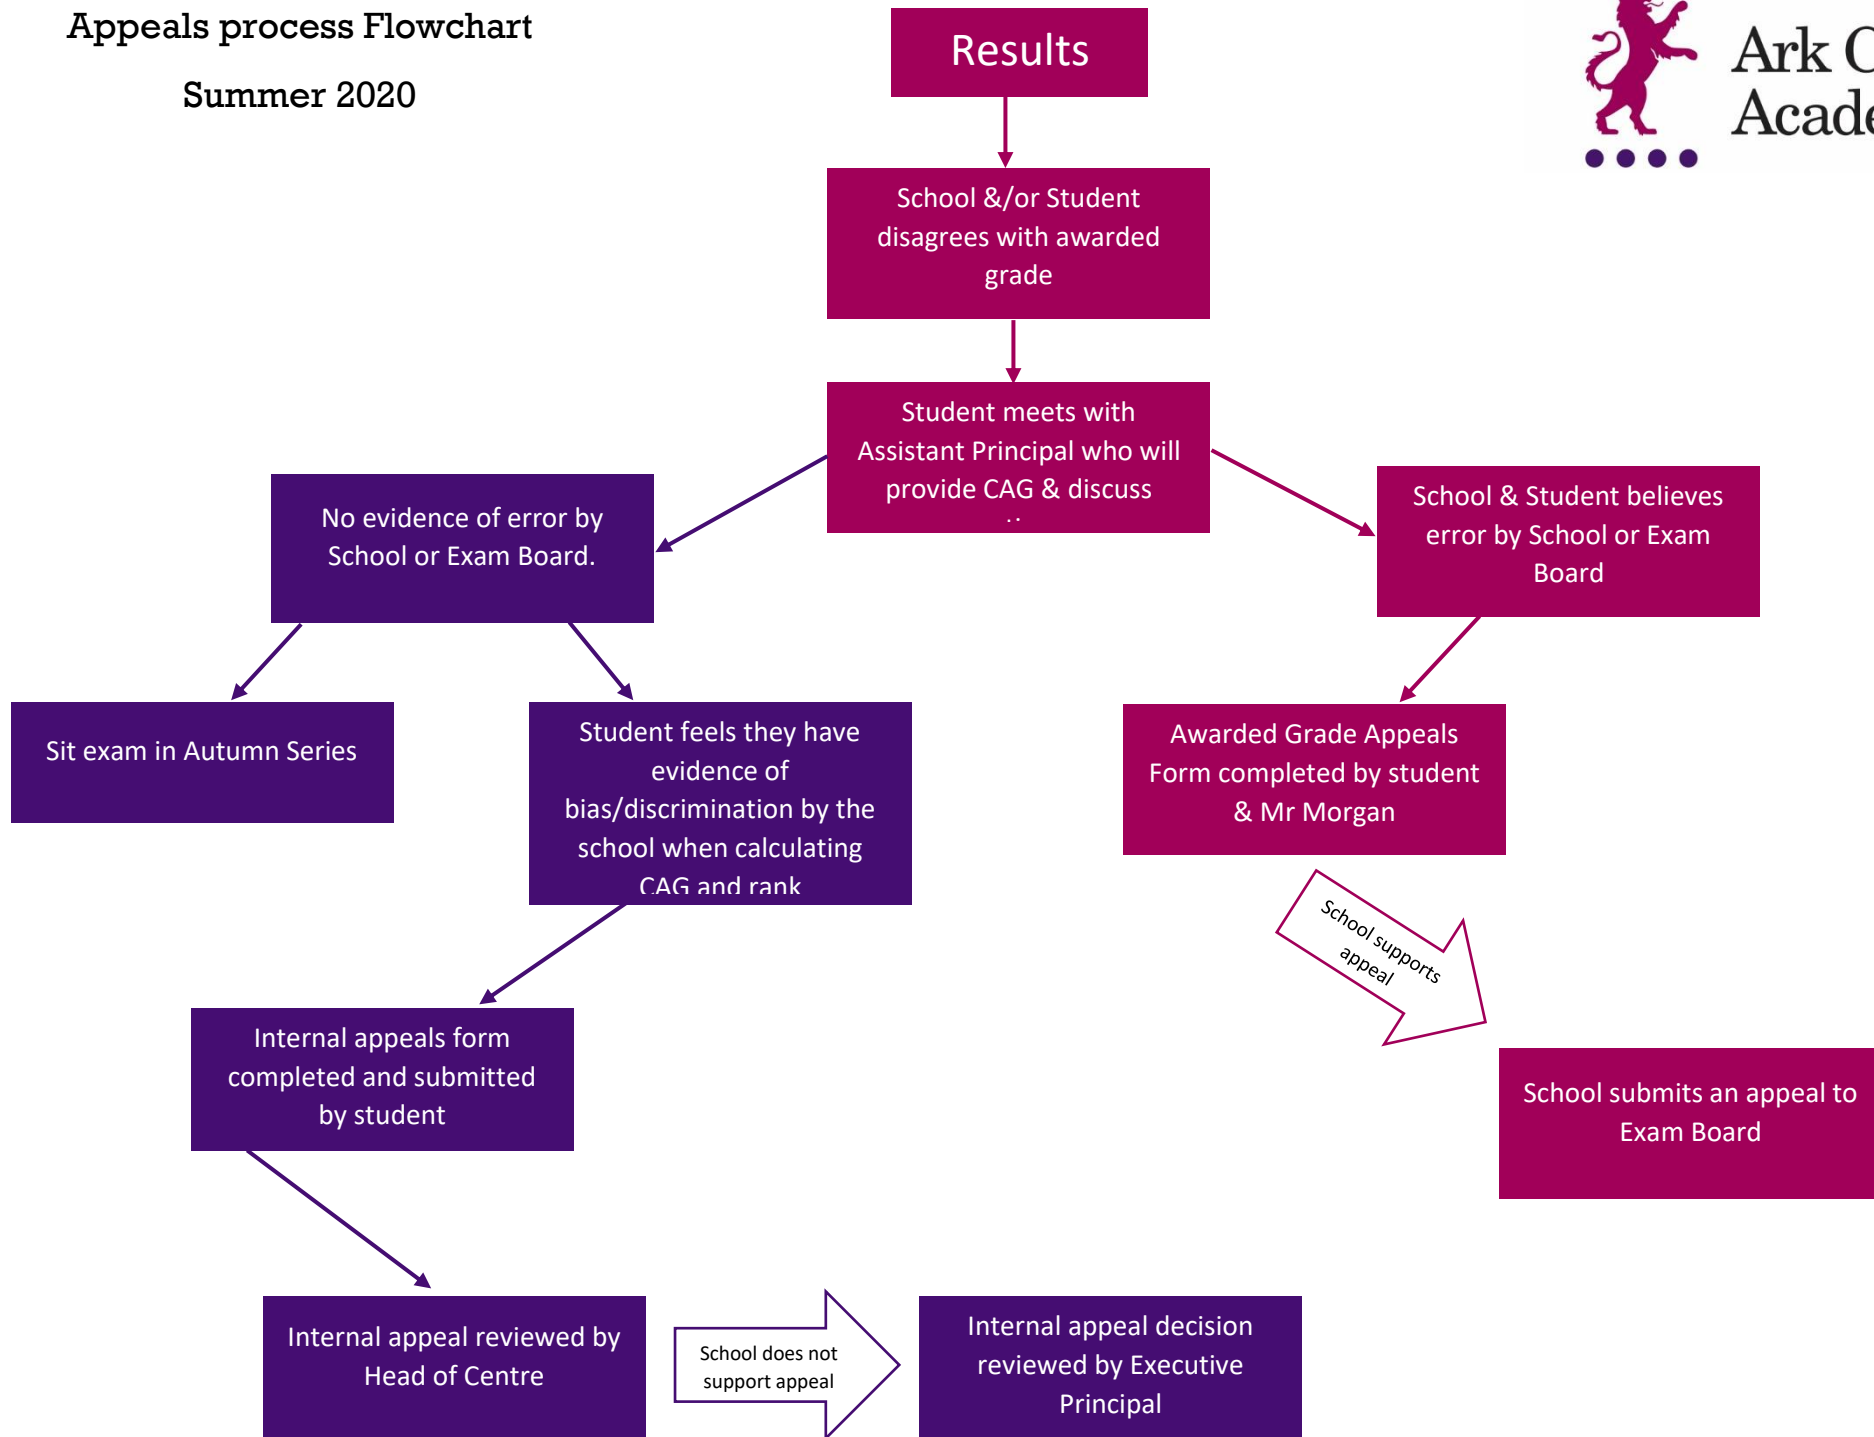 Appeals process Flowchart
Summer 2020
Results
Ark
Acade
School &/or Student
disagrees with awarded
grade
Student meets with
Assistant Principal who will
provide CAG & discuss
No evidence of error by
School or Exam Board.
School & Student believes
error by School or Exam
Board
Sit exam in Autumn Series
Student feels they have
evidence of
bias/discrimination by the
school when calculating
CAG and rank
Awarded Grade Appeals
Form completed by student
& Mr Morgan
School supports
appeal
Internal appeals form
completed and submitted
by student
School submits an appeal to
Exam Board
Internal appeal reviewed by
Head of Centre
School does not
support appeal
Internal appeal decision
reviewed by Executive
Principal